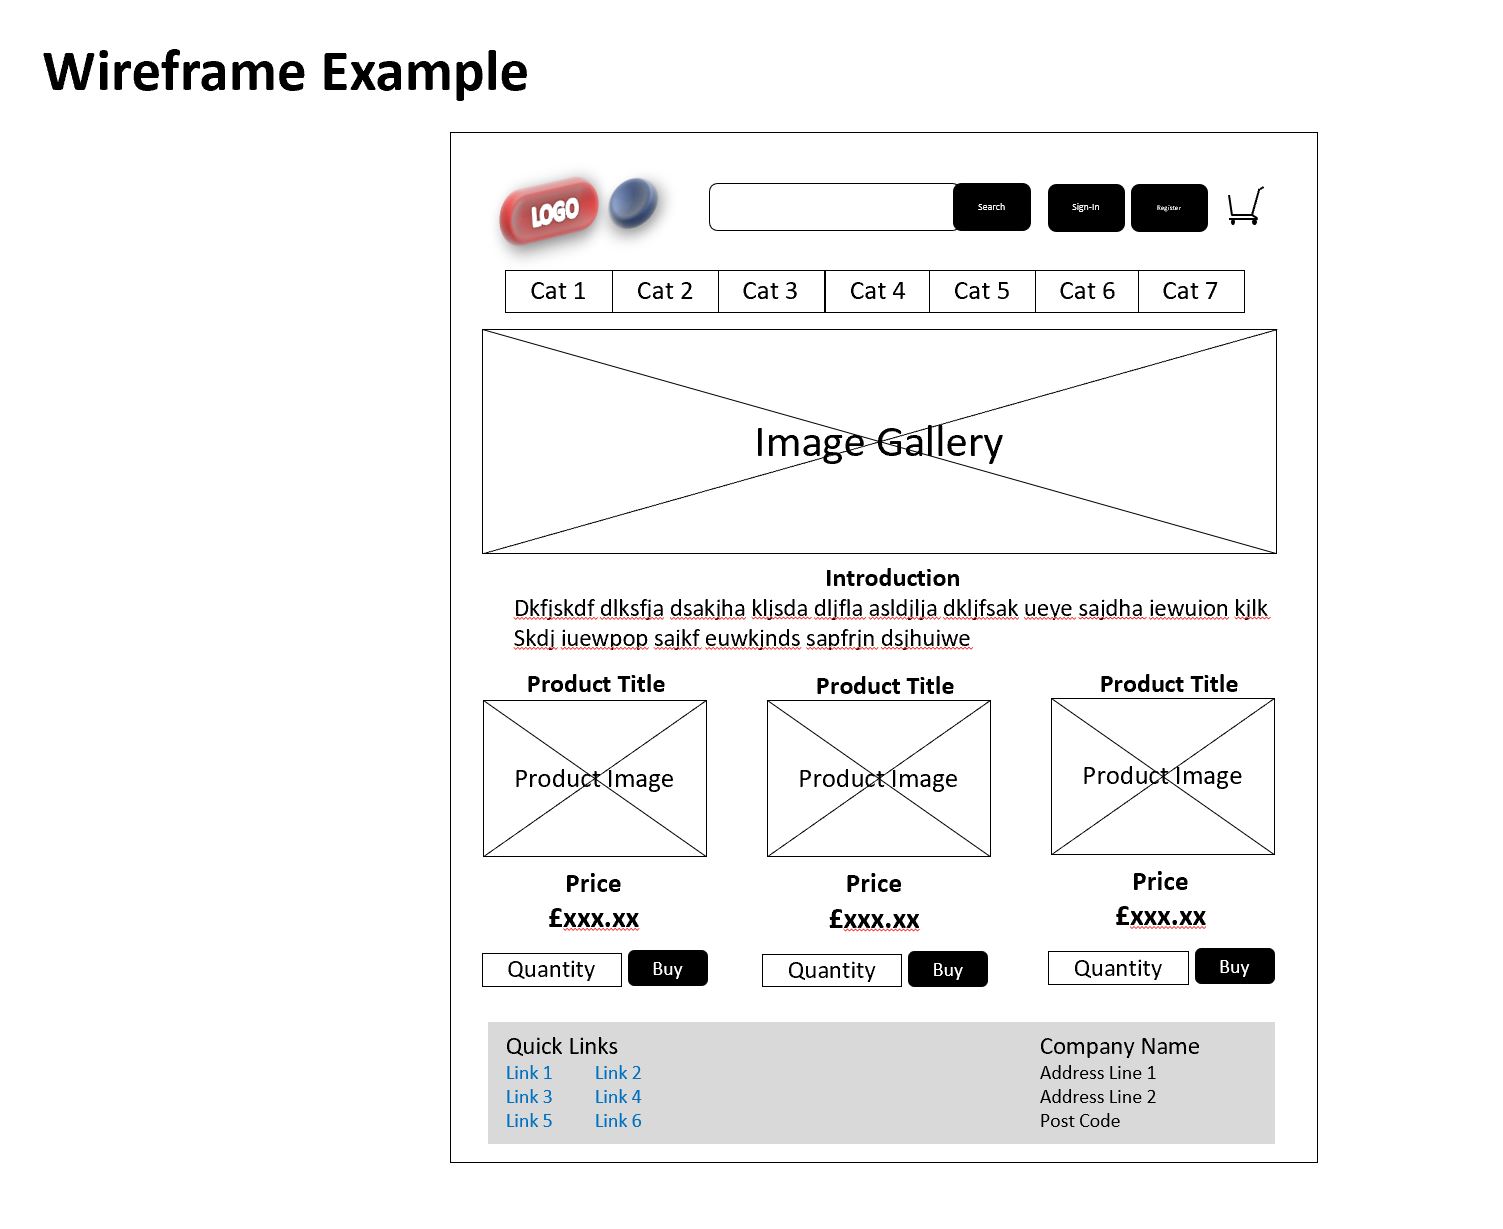 Wireframe Example
LOGO
Search
Sign-In
Register
Cat 1 Cat 2 Cat 3 Cat 4 Cat 5 Cat 6 Cat 7
Image Gallery
Introduction
Dkfjskdf dlksfja dsakjha kljsda dljfla asldjlja dkljfsak ueye sajdha iewuion kjlk
Skdj iuewpop sajkf euwkjnds sapfrjn dsjhuiwe
Product Title
Product Image
Price
£xxx.xx
Quantity
Buy
Product Title
Product Image
Price
£xxx.xx
Quantity
Buy
Product Title
Product Image
Price
£xxx.xx
Quantity
Buy
Quick Links
Link 1 Link 2
Link 3 Link 4
Link 5 Link 6
Company Name
Address Line 1
Address Line 2
Post Code